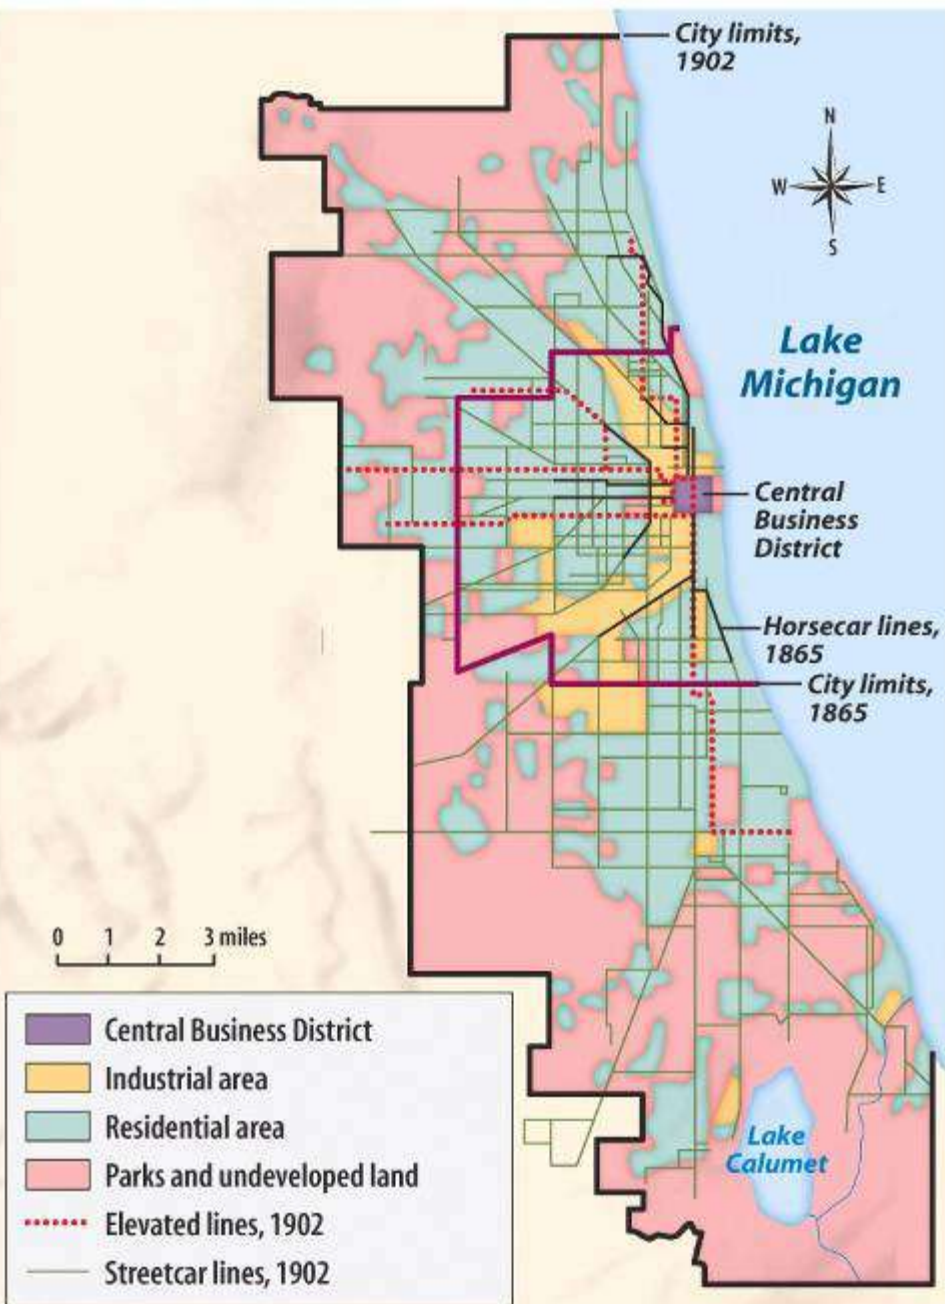 City limits,
1902
N
W
E
S
Lake
Michigan
Central
Business
District
Horsecar lines,
1865
City limits,
1865
0 1 2 3 miles
Central Business District
Industrial area
Residential area
Parks and undeveloped land
Elevated lines, 1902
Streetcar lines, 1902
Lake
Calumet